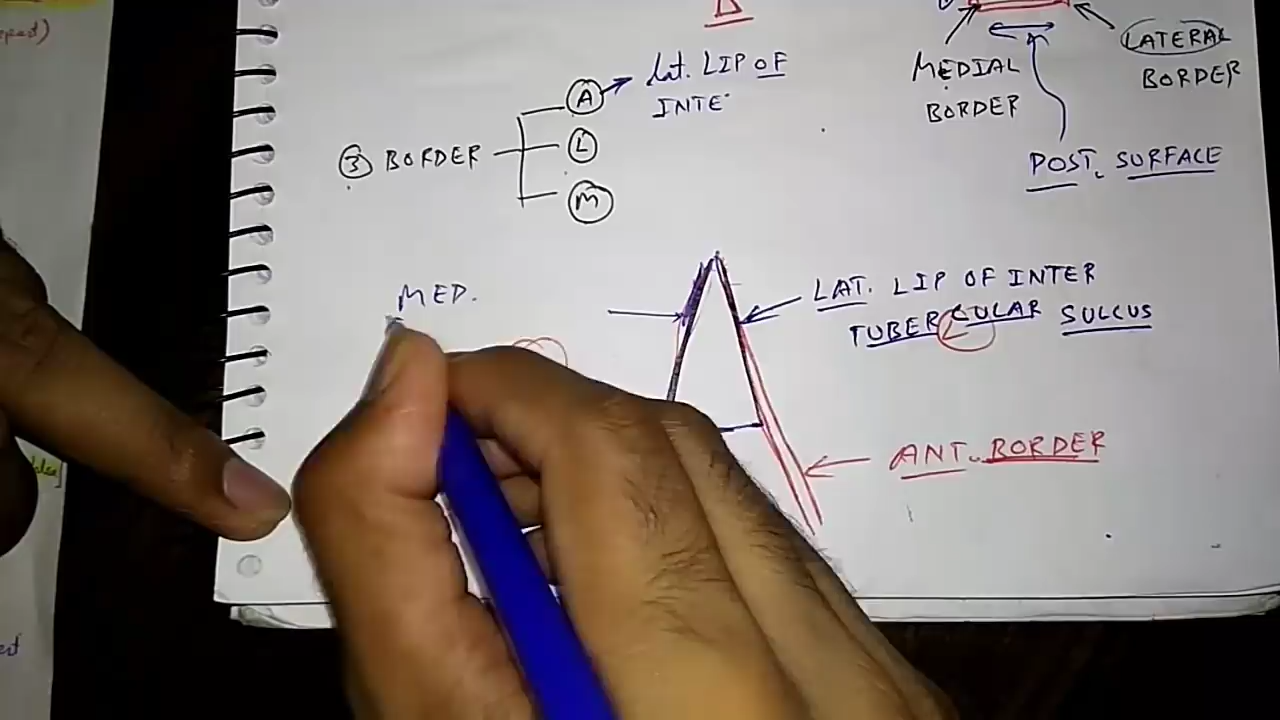 LATERAL
BORDER
MEDIAL
BORDER
POST. SURFACE
lat. LIP OF
INTE
A
③ BORDER
L
M
MED.
LAT. LIP OF INTER
TUBERCULAR SULCUS
ANT. BORDER